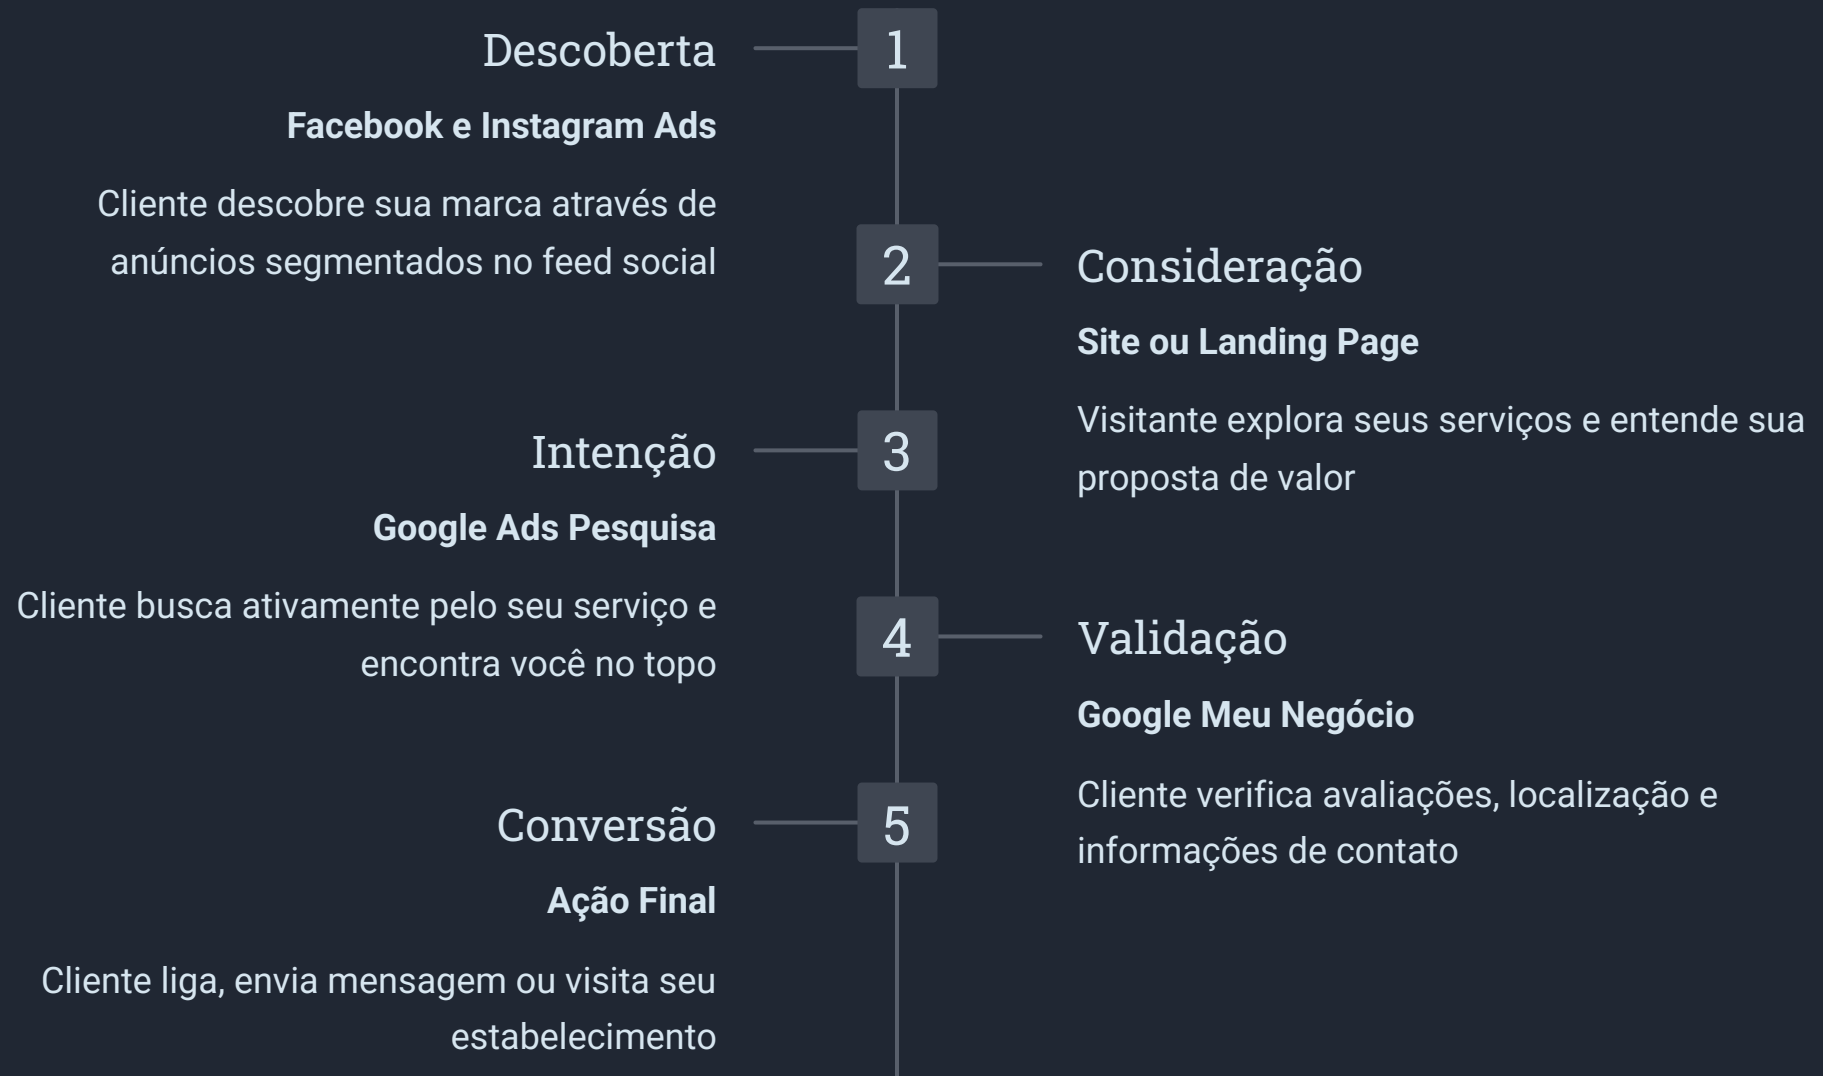 1
Descoberta
Facebook e Instagram Ads
Cliente descobre sua marca através de
anúncios segmentados no feed social
2
Consideração
Site ou Landing Page
Visitante explora seus serviços e entende sua
proposta de valor
3
Intenção
Google Ads Pesquisa
Cliente busca ativamente pelo seu serviço e
encontra você no topo
4
Validação
Google Meu Negócio
Cliente verifica avaliações, localização e
informações de contato
5
Conversão
Ação Final
Cliente liga, envia mensagem ou visita seu
estabelecimento